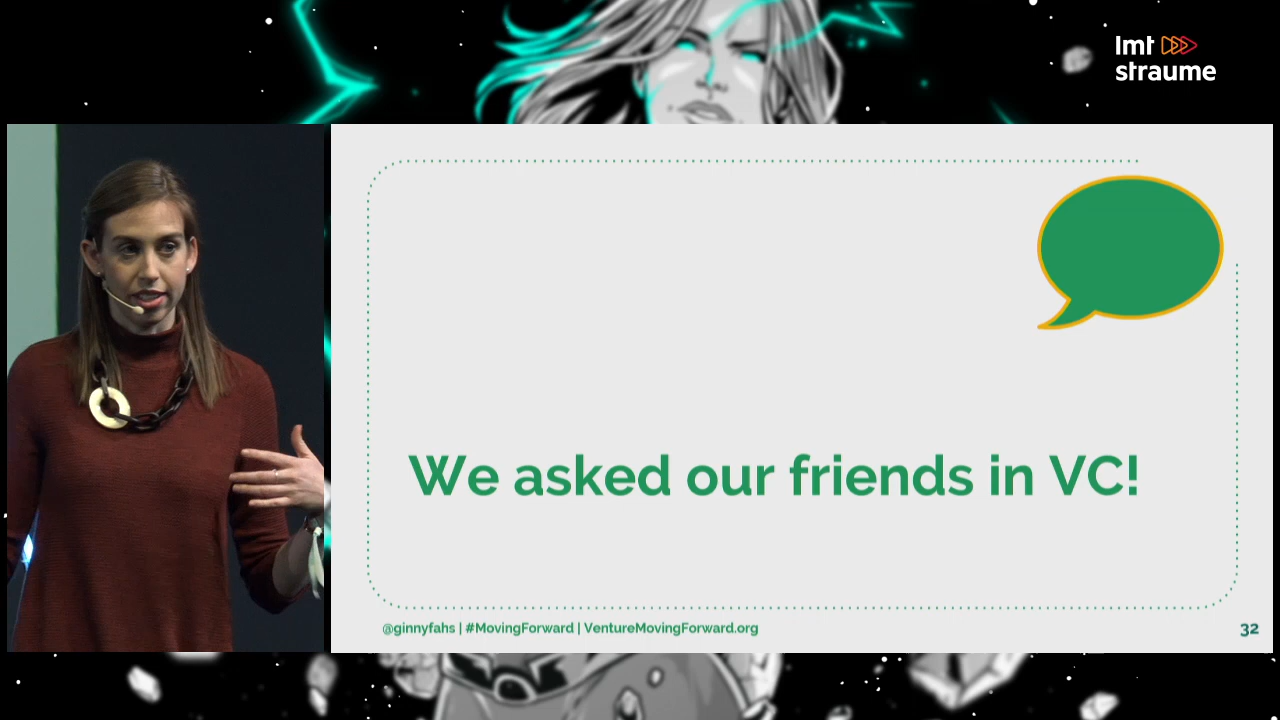 lmt
straume
We asked our friends in VC!
@ginnyfahs | #MovingForward | VentureMovingForward.org
32